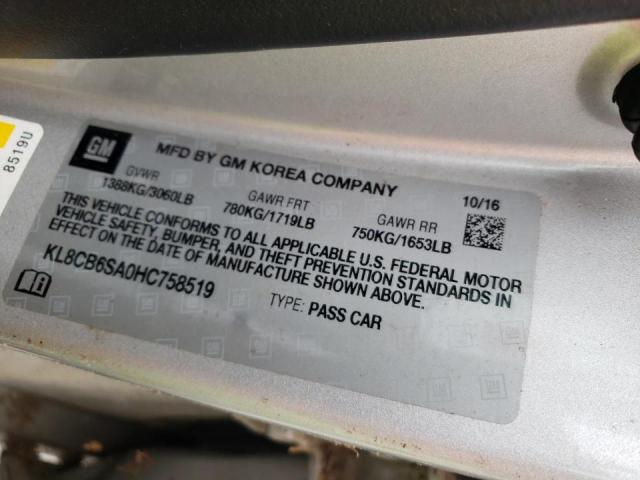 8519U
GM
MFD BY GM KOREA COMPANY
10/16
GVWR GAWR FRT GAWR RR
1388KG/3060LB 780KG/1719LB 750KG/1653LB
THIS VEHICLE CONFORMS TO ALL APPLICABLE U.S. FEDERAL MOTOR
VEHICLE SAFETY, BUMPER, AND THEFT PREVENTION STANDARDS IN
EFFECT ON THE DATE OF MANUFACTURE SHOWN ABOVE.
KL8CB6SA0HC758519
TYPE: PASS CAR